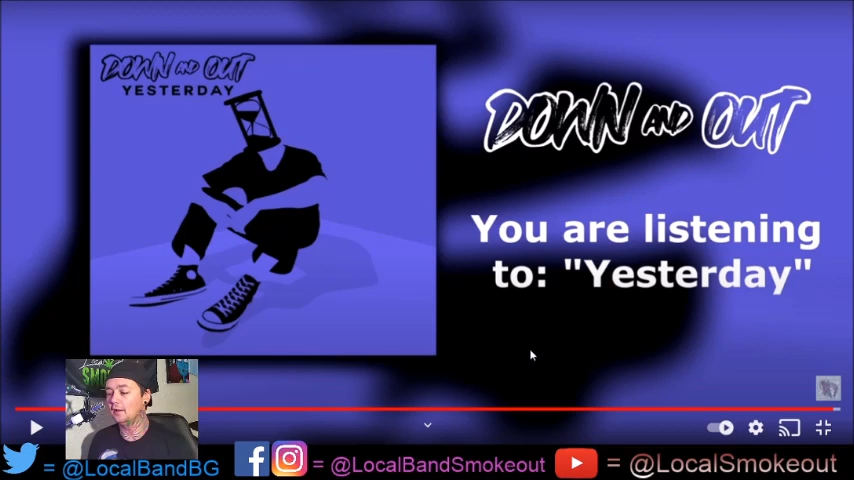 DOWN AND OUT
YESTERDAY
DOWN AND OUT
You are listening
to: "Yesterday"
= @LocalBandBG
= @LocalBandSmokeout
= @LocalSmokeout